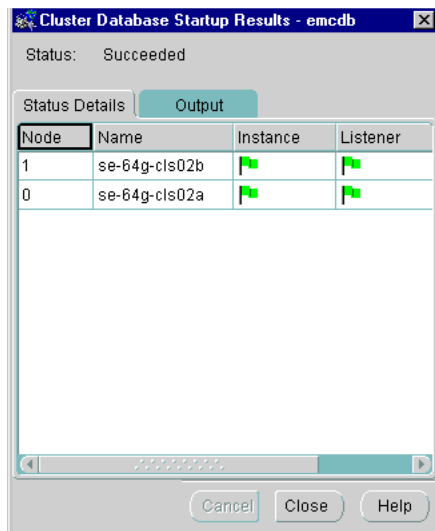 Cluster Database Startup Results - emcdb
Status: Succeeded
Status Details Output
Node Name Instance Listener
1 se-64g-cls02b
0 se-64g-cls02a
Cancel Close Help